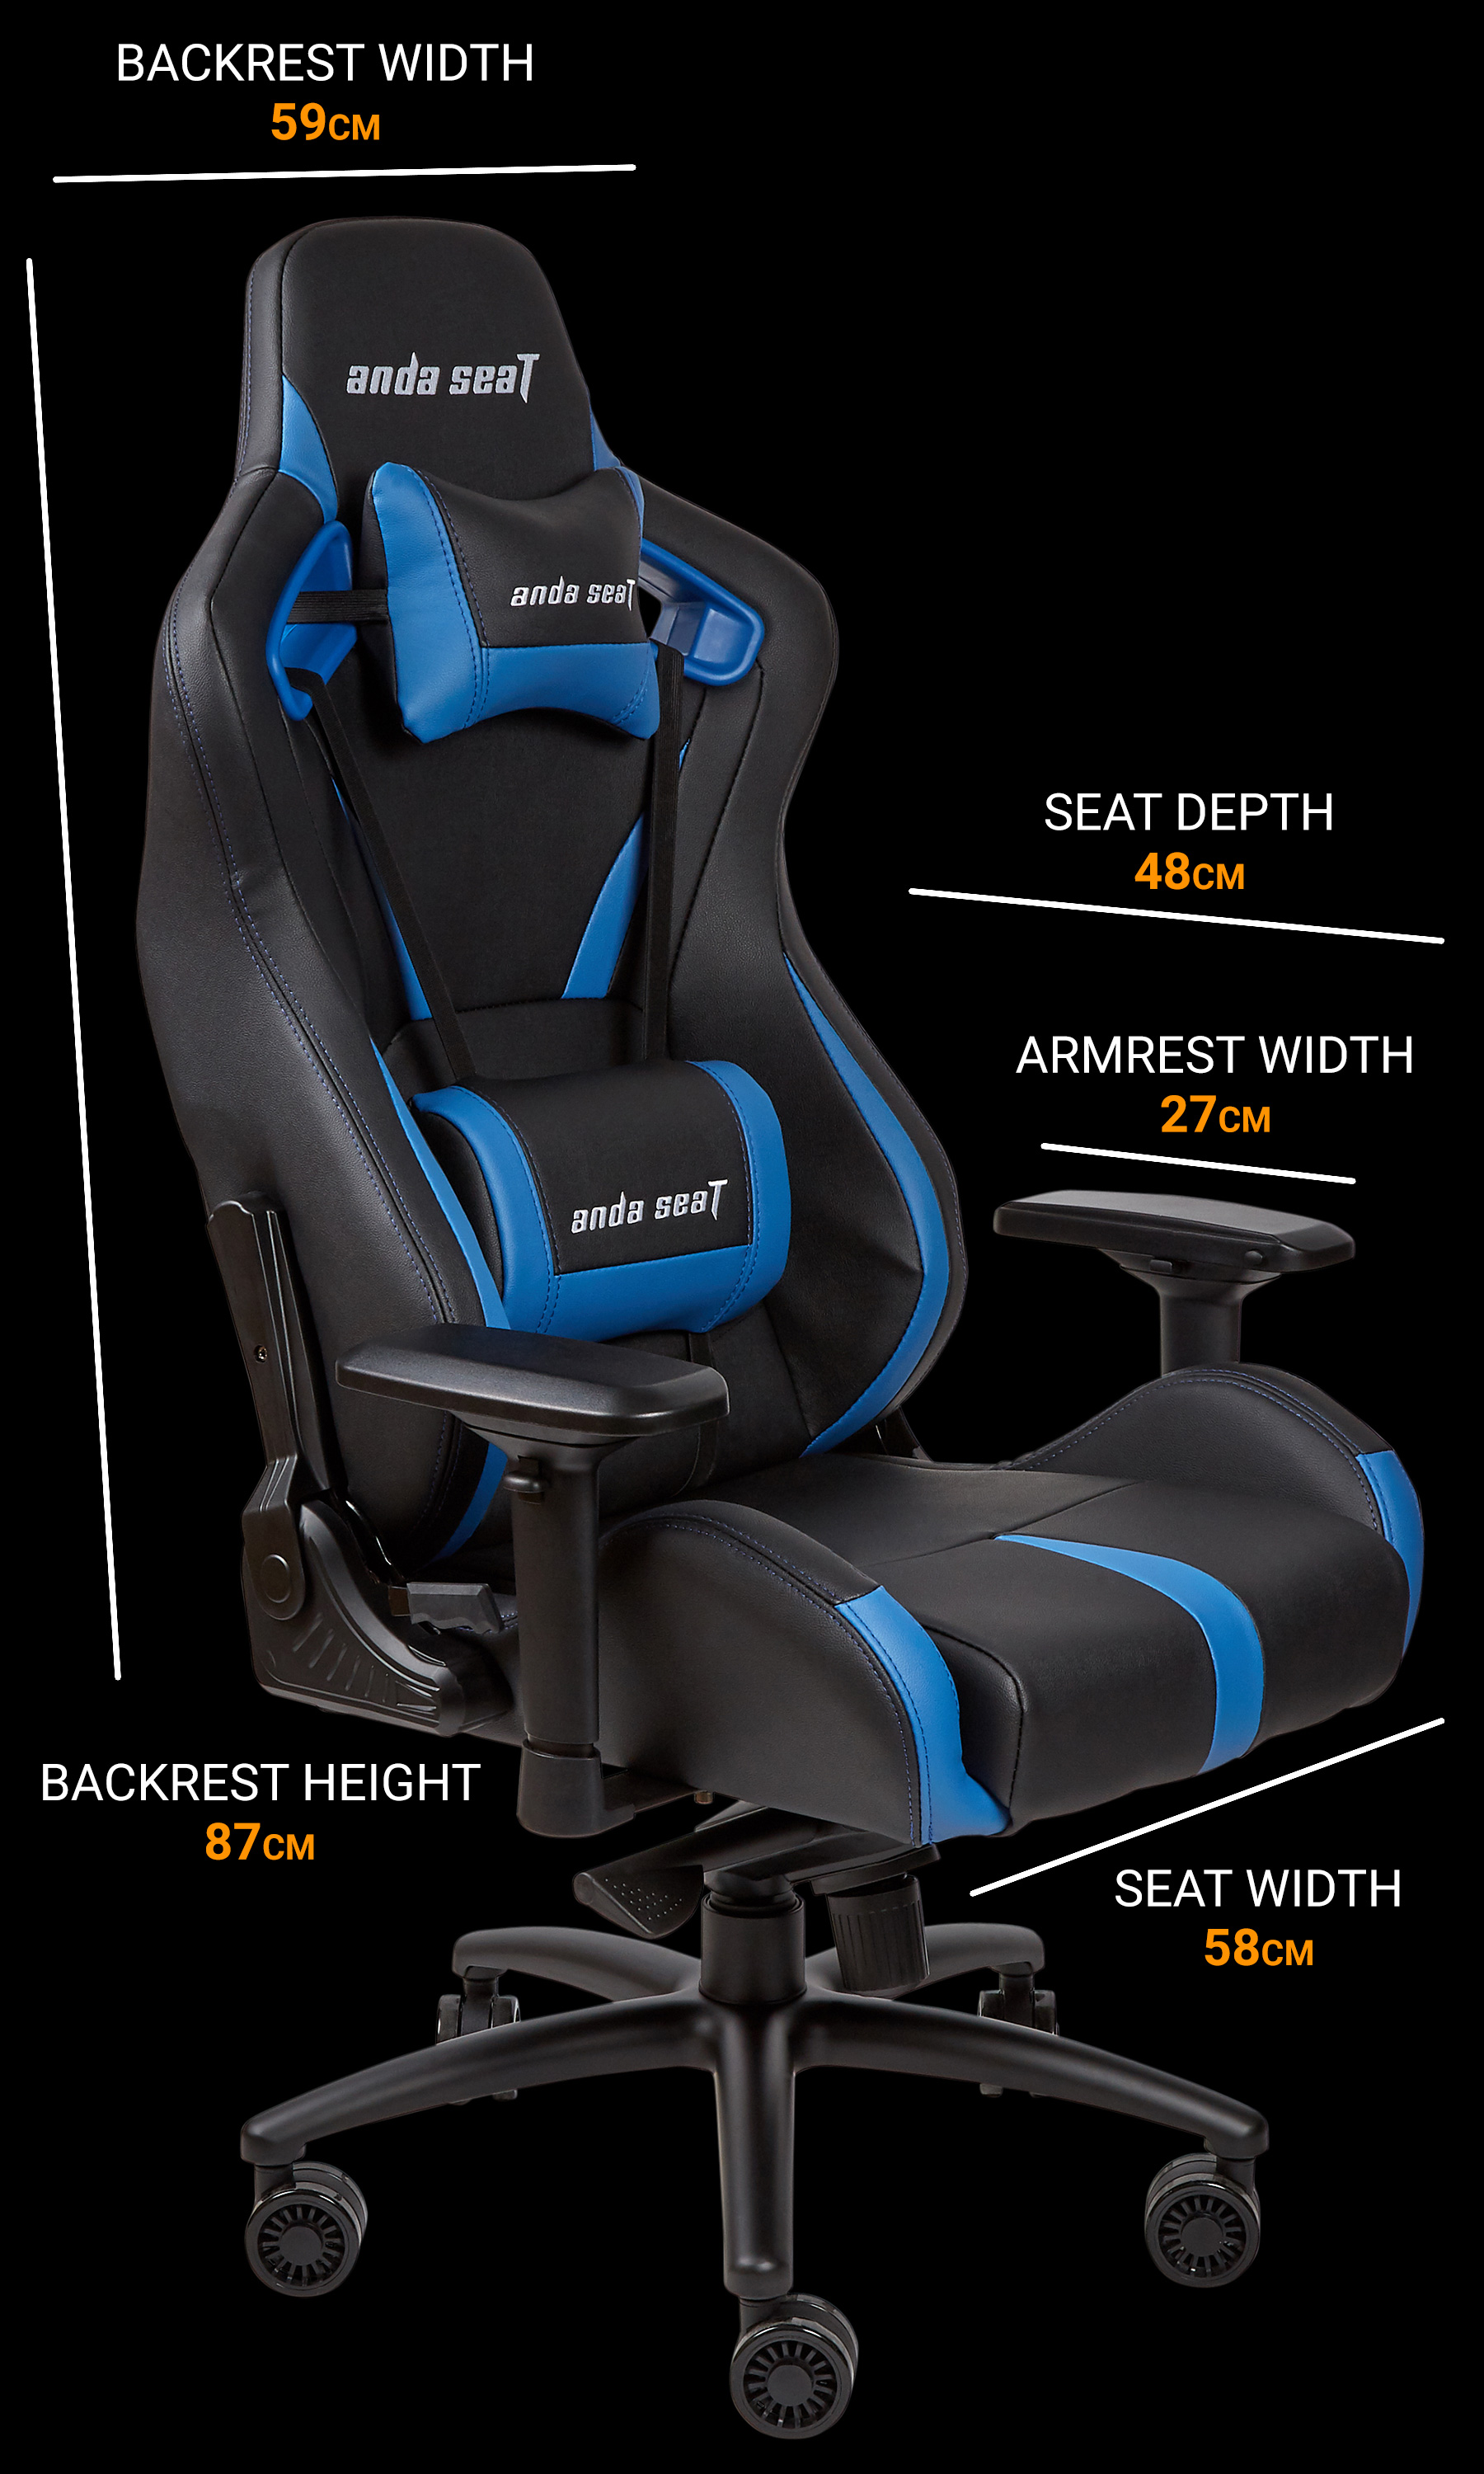 BACKREST WIDTH
59CM
anda seaT
anda seaT
SEAT DEPTH
48CM
ARMREST WIDTH
27CM
anda seaT
BACKREST HEIGHT
87CM
SEAT WIDTH
58CM